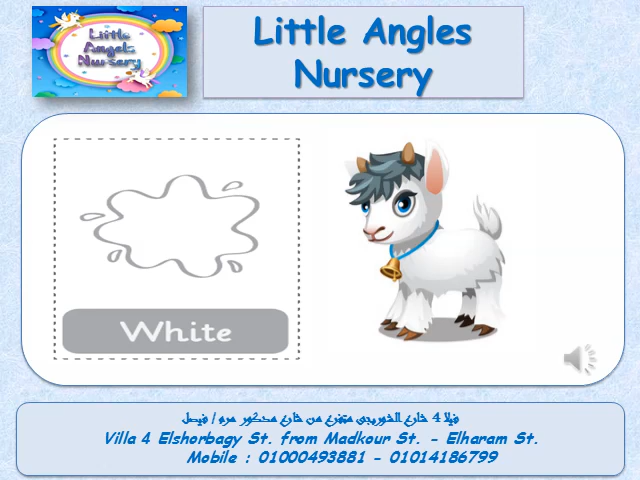 Little
Angels
Nursery
Little Angles
Nursery
White
فيلا 4 شارع الشوربجى متفرع من شارع مدكور هرم / فيصل
Villa 4 Elshorbagy St. from Madkour St. - Elharam St.
Mobile : 01000493881 - 01014186799